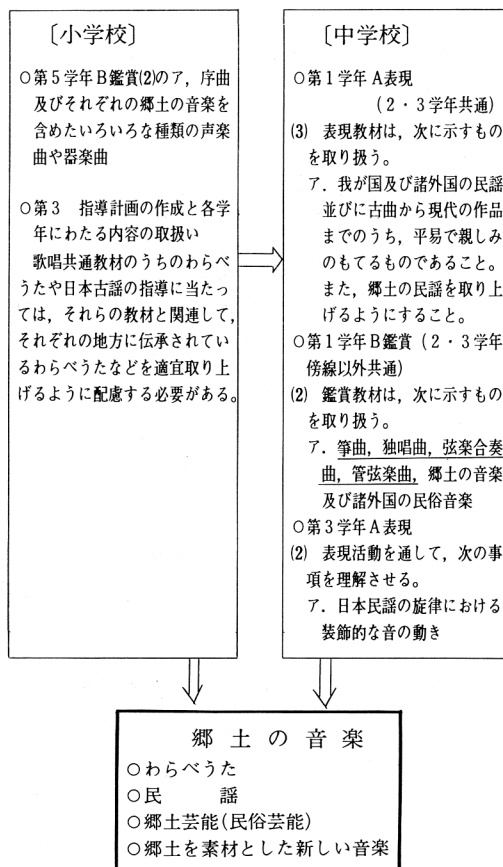 〔小学校〕
○第5学年B鑑賞(2)のア，序曲
及びそれぞれの郷土の音楽を
含めたいろいろな種類の声楽
曲や器楽曲
○第3　指導計画の作成と各学
年にわたる内容の取扱い
歌唱共通教材のうちのわらべ
うたや日本古謡の指導に当たっ
ては，それらの教材と関連して，
それぞれの地方に伝承されてい
るわらべうたなどを適宜取り上
げるように配慮する必要がある。
〔中学校〕
○第1学年A表現
（2・3学年共通）
(3)　表現教材は，次に示すもの
を取り扱う。
ア．我が国及び諸外国の民謡
並びに古曲から現代の作品
までのうち，平易で親しみ
のもてるものであること。
また，郷土の民謡を取り上
げるようにすること。
○第1学年B鑑賞（2・3学年
傍線以外共通）
(2)　鑑賞教材は，次に示すもの
を取り扱う。
ア．箏曲，独唱曲，弦楽合奏
曲，管弦楽曲，郷土の音楽
及び諸外国の民俗音楽
○第3学年A表現
(2)　表現活動を通して，次の事
項を理解させる。
ア．日本民謡の旋律における
装飾的な音の動き
郷土の音楽
○わらべうた
○民　　謡
○郷土芸能(民俗芸能)
○郷土を素材とした新しい音楽